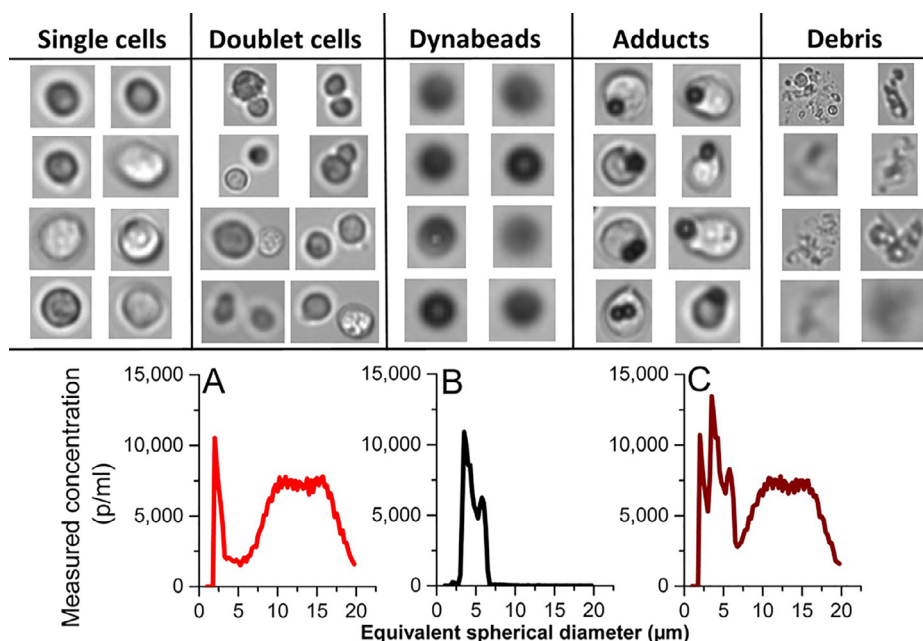 Single cells Doublet cells Dynabeads Adducts Debris
A B C
15,000 15,000 15,000
10,000 10,000 10,000
5,000 5,000 5,000
0 0 0
0 5 10 15 20 0 5 10 15 20 0 5 10 15 20
Measured concentration
(p/ml)
Equivalent spherical diameter (μm)